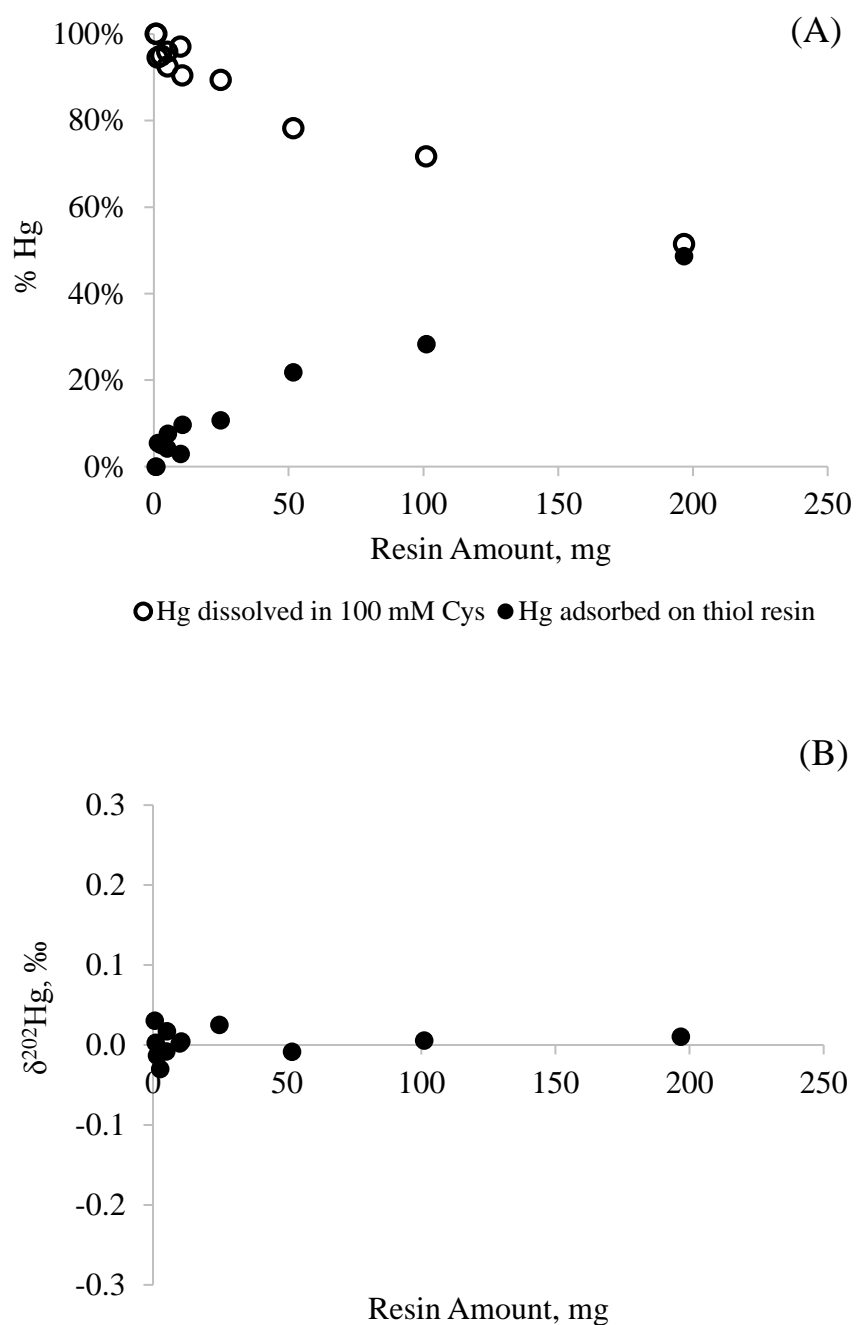 (A)
100%
80%
60%
40%
20%
0%
% Hg
0 50 100 150 200 250
Resin Amount, mg
Hg dissolved in 100 mM Cys Hg adsorbed on thiol resin
(B)
0.3
0.2
0.1
0.0
-0.1
-0.2
-0.3
δ²⁰²Hg, ‰
0 50 100 150 200 250
Resin Amount, mg